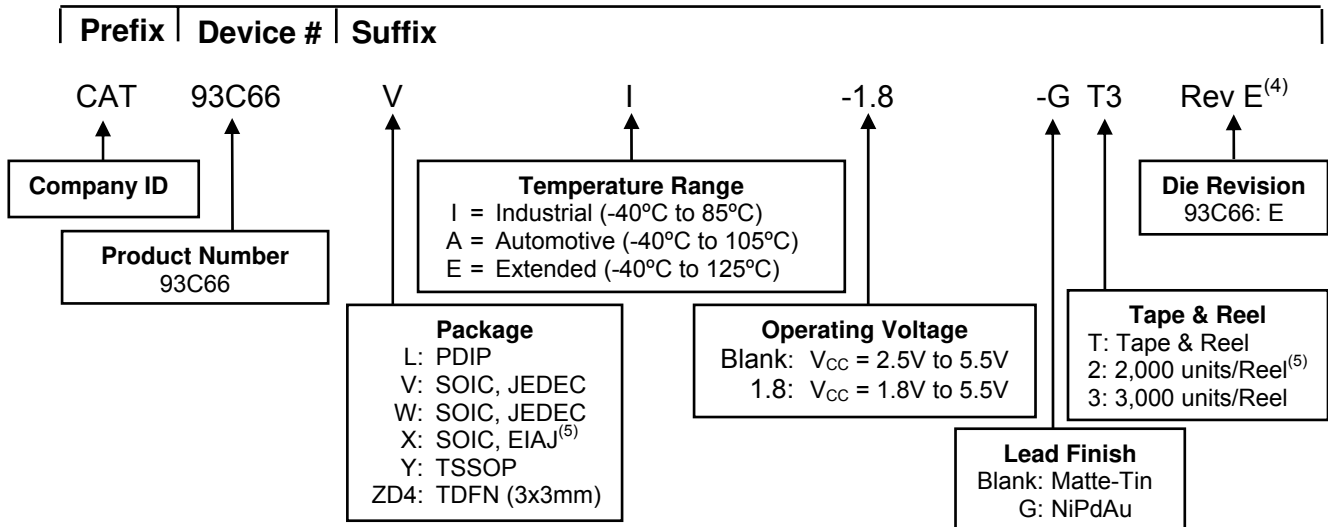 Prefix Device # Suffix
CAT 93C66 V I -1.8 -G T3 Rev E(4)
Company ID
Product Number
93C66
Temperature Range
I = Industrial (-40ºC to 85ºC)
A = Automotive (-40ºC to 105ºC)
E = Extended (-40ºC to 125ºC)
Die Revision
93C66: E
Package
L: PDIP
V: SOIC, JEDEC
W: SOIC, JEDEC
X: SOIC, EIAJ(5)
Y: TSSOP
ZD4: TDFN (3x3mm)
Operating Voltage
Blank: VCC = 2.5V to 5.5V
1.8: VCC = 1.8V to 5.5V
Tape & Reel
T: Tape & Reel
2: 2,000 units/Reel(5)
3: 3,000 units/Reel
Lead Finish
Blank: Matte-Tin
G: NiPdAu